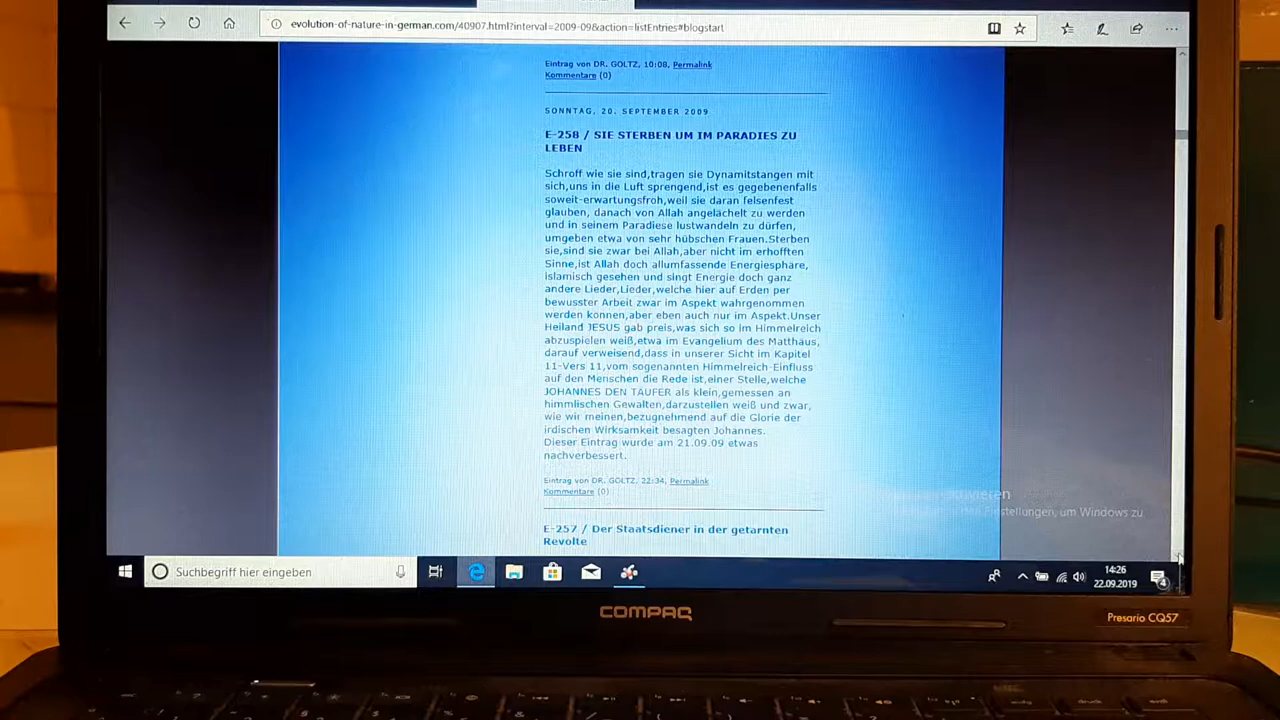 evolution-of-nature-in-german.com/40907.html?interval=2009-09&action=listEntries#blogstart
Eintrag von DR. GOLTZ, 10:08, Permalink
Kommentare (0)
SONNTAG, 20. SEPTEMBER 2009
E-258 / SIE STERBEN UM IM PARADIES ZU
LEBEN
Schroff wie sie sind,tragen sie Dynamitstangen mit
sich,uns in die Luft sprengend,ist es gegebenenfalls
soweit-erwartungsfroh,weil sie daran felsenfest
glauben, danach von Allah angelächelt zu werden
und in seinem Paradiese lustwandeln zu dürfen,
umgeben etwa von sehr hübschen Frauen.Sterben
sie,sind sie zwar bei Allah,aber nicht im erhofften
Sinne,ist Allah doch allumfassende Energiesphäre,
islamisch gesehen und singt Energie doch ganz
andere Lieder,Lieder,welche hier auf Erden per
bewusster Arbeit zwar im Aspekt wahrgenommen
werden können,aber eben auch nur im Aspekt.Unser
Heiland JESUS gab preis,was sich so im Himmelreich
abzuspielen weiß,etwa im Evangelium des Matthäus,
darauf verweisend,dass in unserer Sicht im Kapitel
11-Vers 11,vom sogenannten Himmelreich-Einfluss
auf den Menschen die Rede ist,einer Stelle,welche
JOHANNES DEN TÄUFER als klein,gemessen an
himmlischen Gewalten,darzustellen weiß und zwar,
wie wir meinen,bezugnehmend auf die Glorie der
irdischen Wirksamkeit besagten Johannes.
Dieser Eintrag wurde am 21.09.09 etwas
nachverbessert.
Eintrag von DR. GOLTZ, 22:34, Permalink
Kommentare (0)
E-257 / Der Staatsdiener in der getarnten
Revolte
um Windows zu
Suchbegriff hier eingeben
14:26
22.09.2019
4
COMPAQ
Presario CQ57